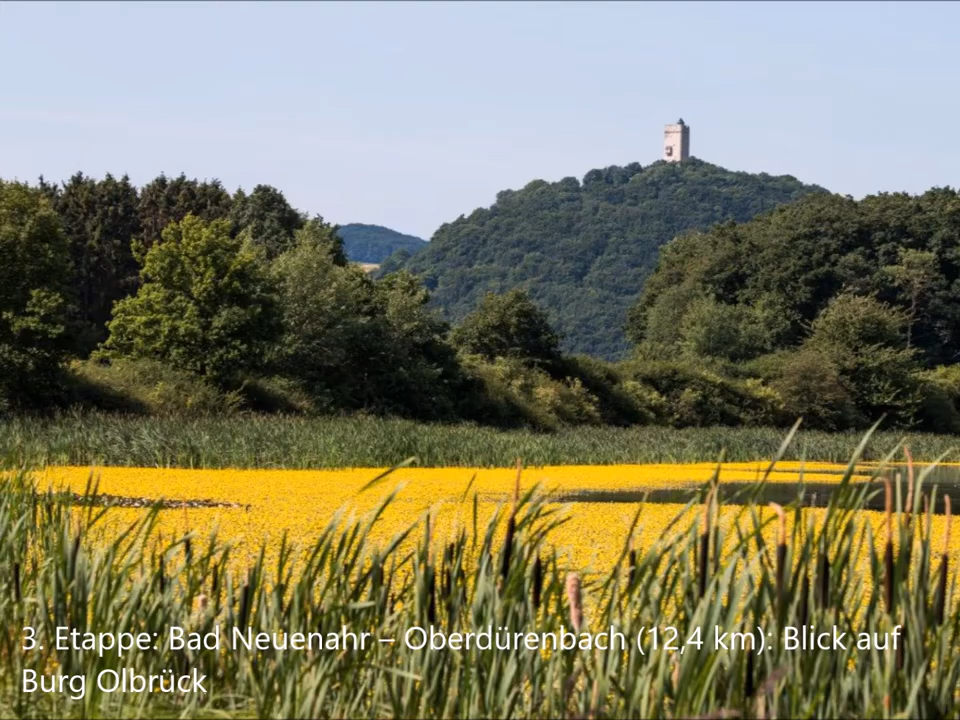 3. Etappe: Bad Neuenahr – Oberdürenbach (12,4 km): Blick auf
Burg Olbrück